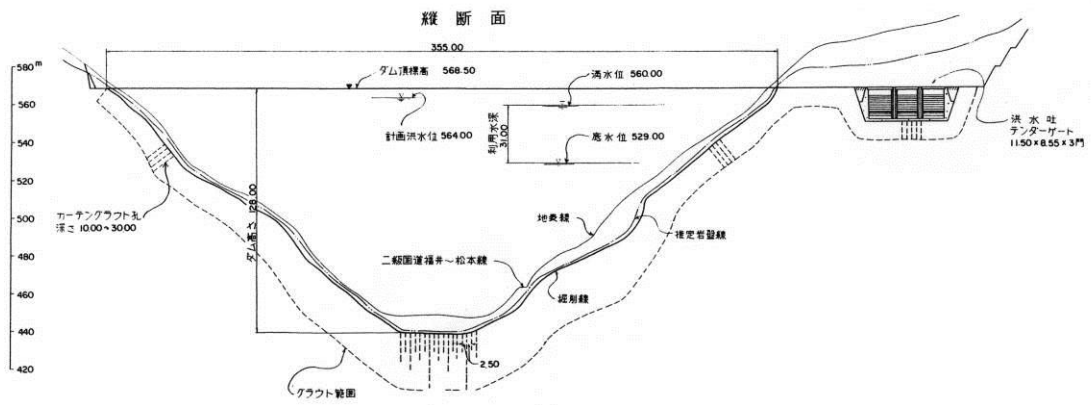 縦断面
355.00
580 m
560
540
520
500
480
460
440
420
ダム頂標高 568.50
満水位 560.00
計画洪水位 564.00
利用水深
31.00
底水位 529.00
洪水吐
テンターゲート
11.50×8.55×3門
カーテングラウト孔
深さ 10.00~30.00
ダム高さ 128.00
地表線
推定岩盤線
二級国道福井~松本線
掘削線
2.50
グラウト範囲